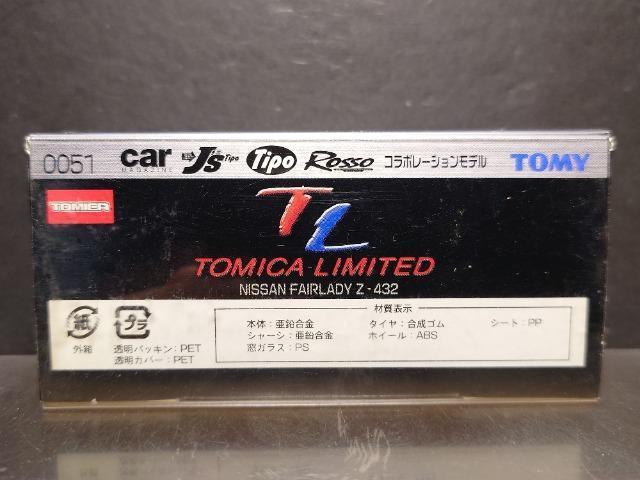 0051 car MAGAZINE J's Tipo Tipo Rosso コラボレーションモデル TOMY
TOMIER
TL
TOMICA LIMITED
NISSAN FAIRLADY Z-432
材質表示
紙 プラ
外箱 透明パッキン:PET
透明カバー:PET
本体:亜鉛合金 タイヤ:合成ゴム シート:PP
シャーシ:亜鉛合金 ホイール:ABS
窓ガラス:PS